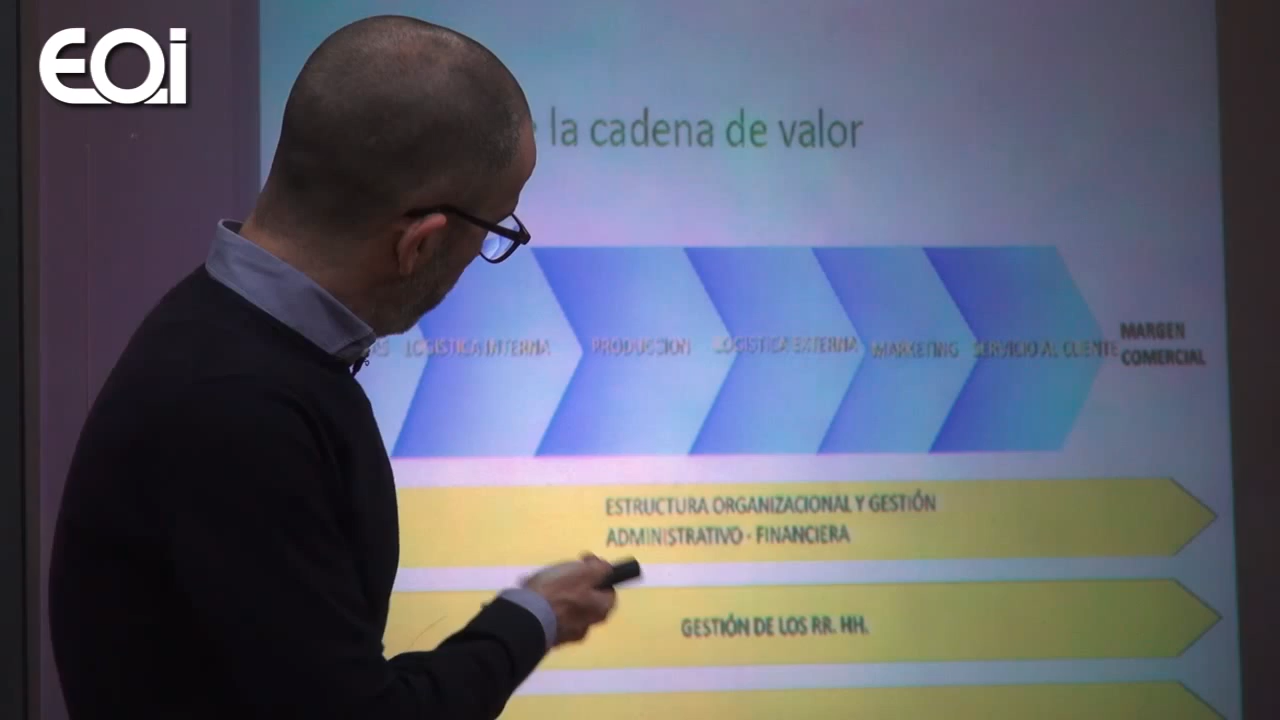 EOi
la cadena de valor
LOGISTICA INTERNA
PRODUCCION
LOGISTICA EXTERNA
MARKETING
SERVICIO AL CLIENTE
MARGEN
COMERCIAL
ESTRUCTURA ORGANIZACIONAL Y GESTIÓN
ADMINISTRATIVO - FINANCIERA
GESTIÓN DE LOS RR. HH.